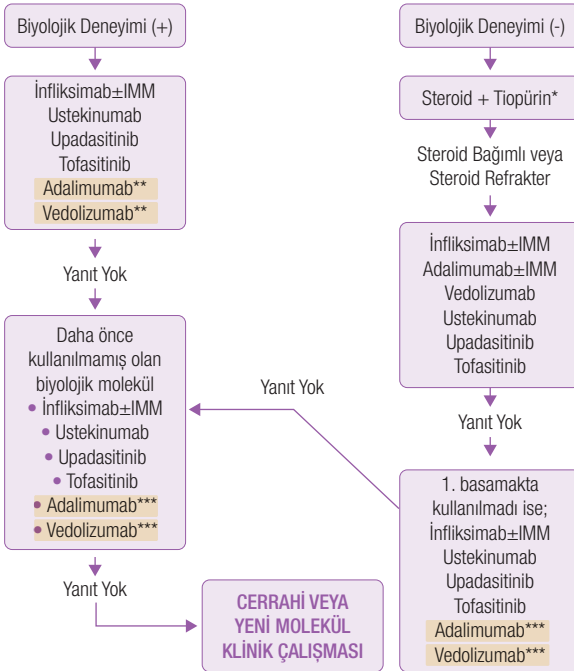 Biyolojik Deneyimi (+)
İnfliksimab±IMM
Ustekinumab
Upadasitinib
Tofasitinib
Adalimumab**
Vedolizumab**
Yanıt Yok
Daha önce
kullanılmamış olan
biyolojik molekül
• İnfliksimab±IMM
• Ustekinumab
• Upadasitinib
• Tofasitinib
• Adalimumab***
• Vedolizumab***
Yanıt Yok
CERRAHİ VEYA
YENİ MOLEKÜL
KLİNİK ÇALIŞMASI
Biyolojik Deneyimi (-)
Steroid + Tiopürin*
Steroid Bağımlı veya
Steroid Refrakter
İnfliksimab±IMM
Adalimumab±IMM
Vedolizumab
Ustekinumab
Upadasitinib
Tofasitinib
Yanıt Yok
1. basamakta
kullanılmadı ise;
İnfliksimab±IMM
Ustekinumab
Upadasitinib
Tofasitinib
Adalimumab***
Vedolizumab***
Yanıt Yok